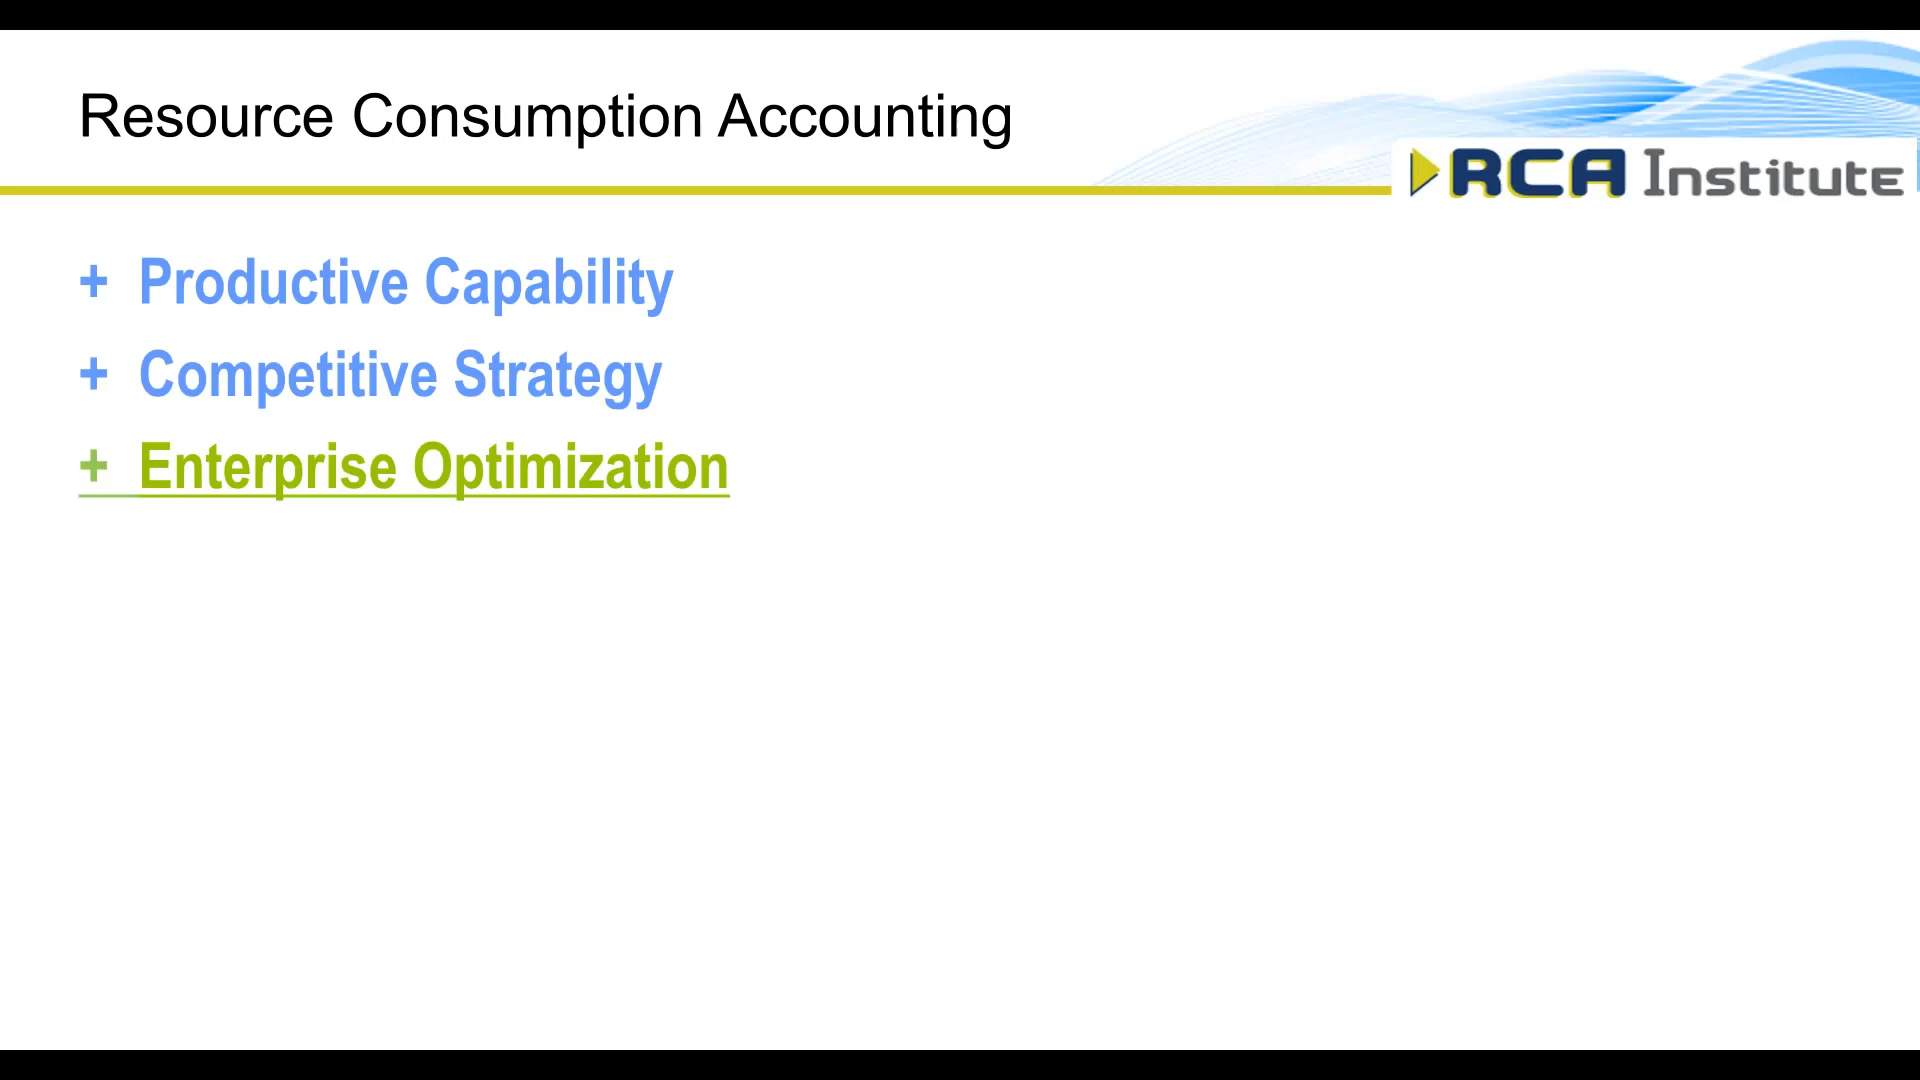 Resource Consumption Accounting
RCA Institute
+ Productive Capability
+ Competitive Strategy
+ Enterprise Optimization